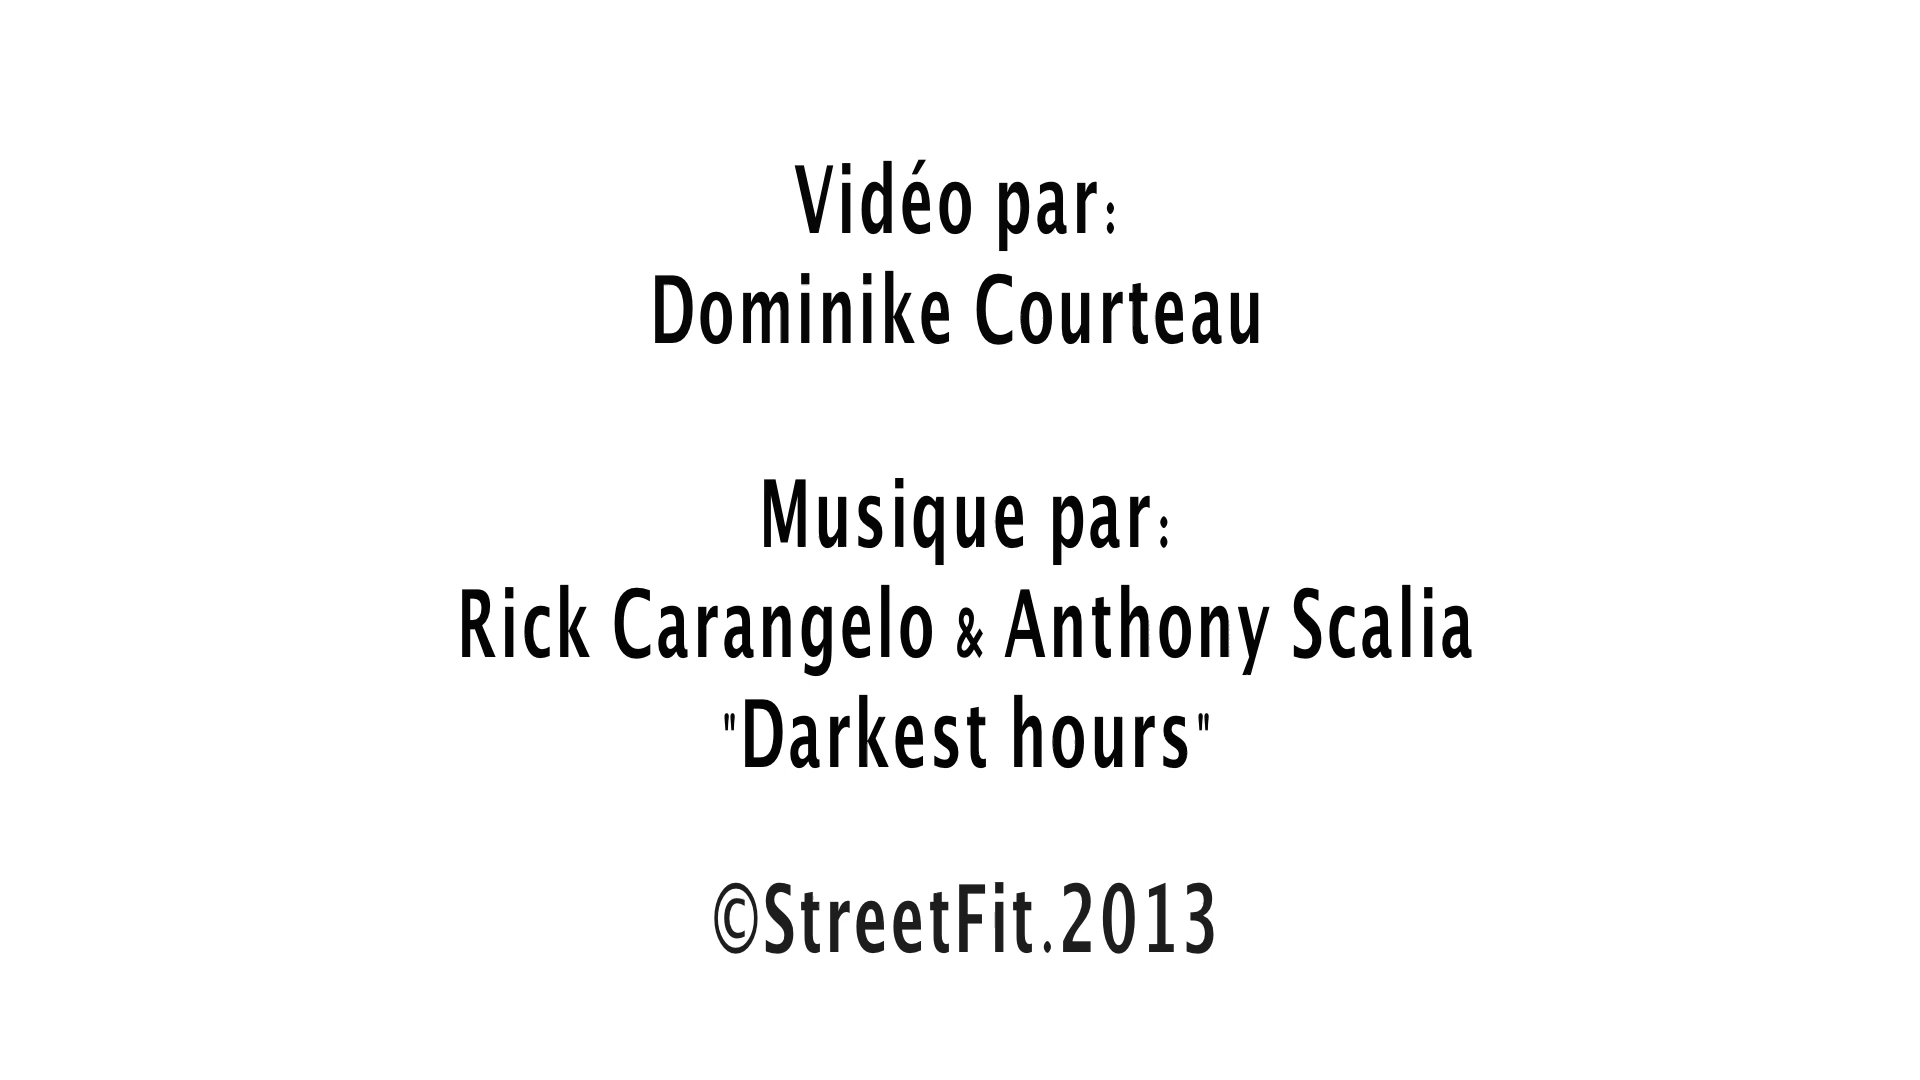 Vidéo par:
Dominike Courteau
Musique par:
Rick Carangelo & Anthony Scalia
"Darkest hours"
©StreetFit.2013